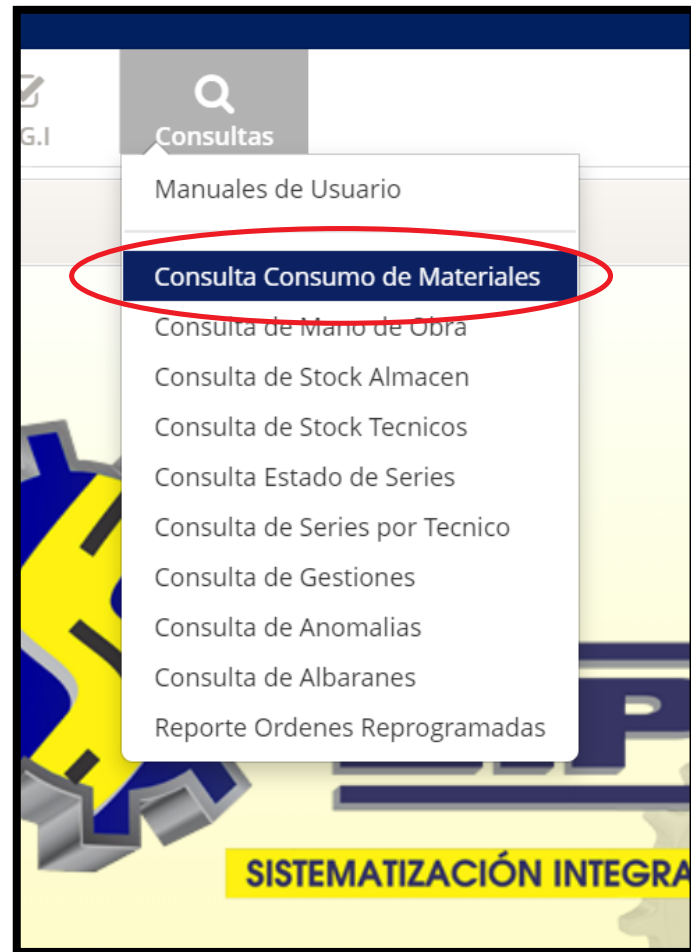 G.I
Consultas
Manuales de Usuario
Consulta Consumo de Materiales
Consulta de Mano de Obra
Consulta de Stock Almacen
Consulta de Stock Tecnicos
Consulta Estado de Series
Consulta de Series por Tecnico
Consulta de Gestiones
Consulta de Anomalias
Consulta de Albaranes
Reporte Ordenes Reprogramadas
SISTEMATIZACIÓN INTEGRA